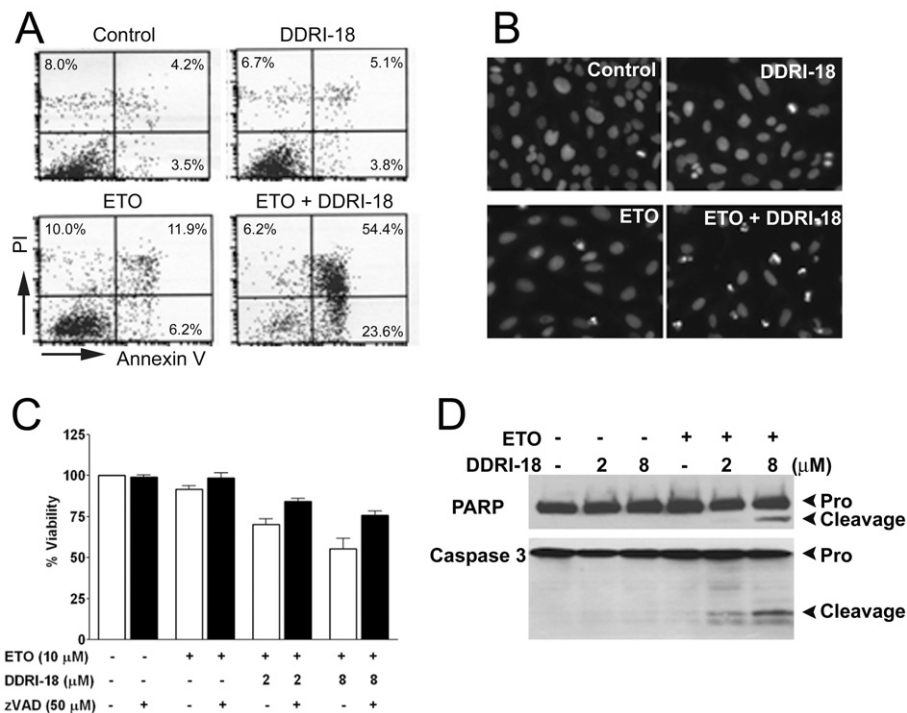 A
Control
DDRI-18
8.0%
4.2%
3.5%
6.7%
5.1%
3.8%
ETO
ETO + DDRI-18
10.0%
11.9%
6.2%
6.2%
54.4%
23.6%
PI
Annexin V
B
Control
DDRI-18
ETO
ETO + DDRI-18
C
% Viability
125
100
75
50
25
0
ETO (10 µM) - - + + + + + +
DDRI-18 (µM) - - - - 2 2 8 8
zVAD (50 µM) - + - + - + - +
D
ETO - - - + + +
DDRI-18 - 2 8 - 2 8 (µM)
PARP
Pro
Cleavage
Caspase 3
Pro
Cleavage